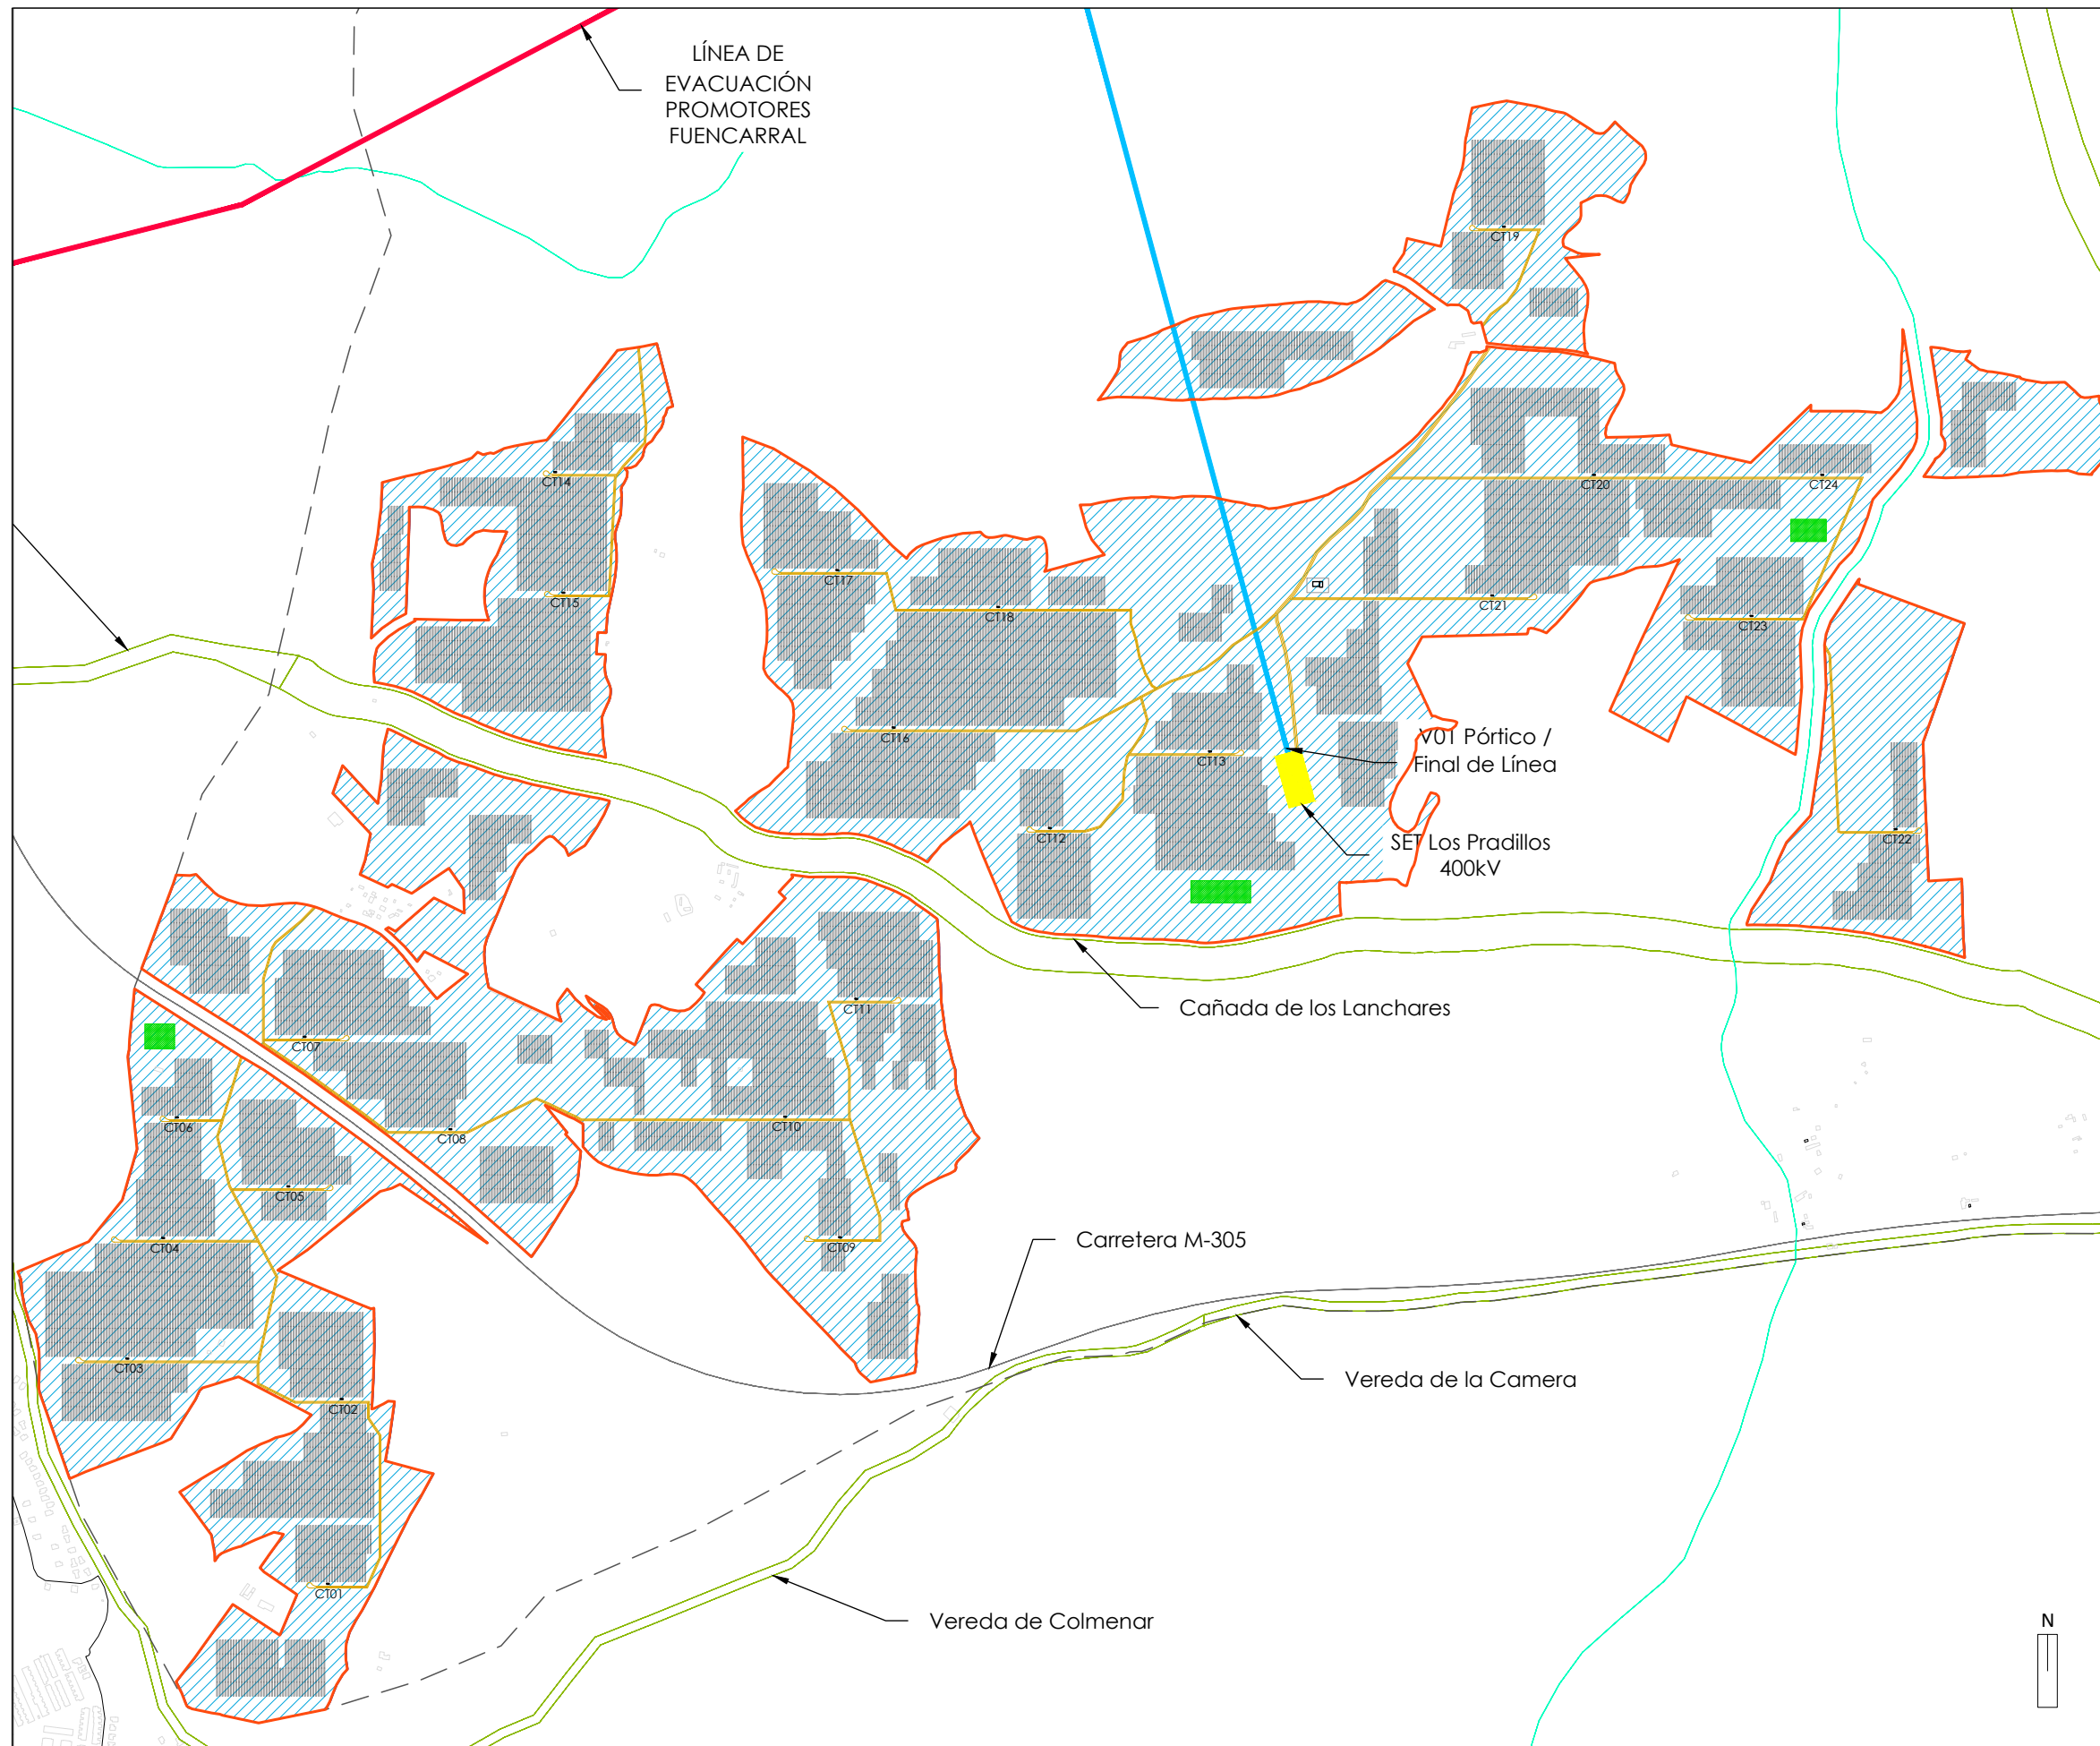 LÍNEA DE
EVACUACIÓN
PROMOTORES
FUENCARRAL
CT19
CT14
CT20
CT24
CT17
CT15
CT18
CT21
CT23
CT16
CT13
V01 Pórtico /
Final de Línea
CT12
SET Los Pradillos
400kV
CT22
CT11
Cañada de los Lanchares
CT07
CT06
CT08
CT10
CT05
CT04
CT09
Carretera M-305
CT03
Vereda de la Camera
CT02
CT01
Vereda de Colmenar
N